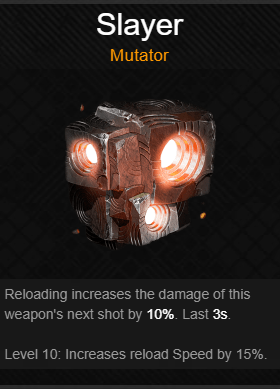 Slayer
Mutator
Reloading increases the damage of this
weapon's next shot by 10%. Last 3s.
Level 10: Increases reload Speed by 15%.